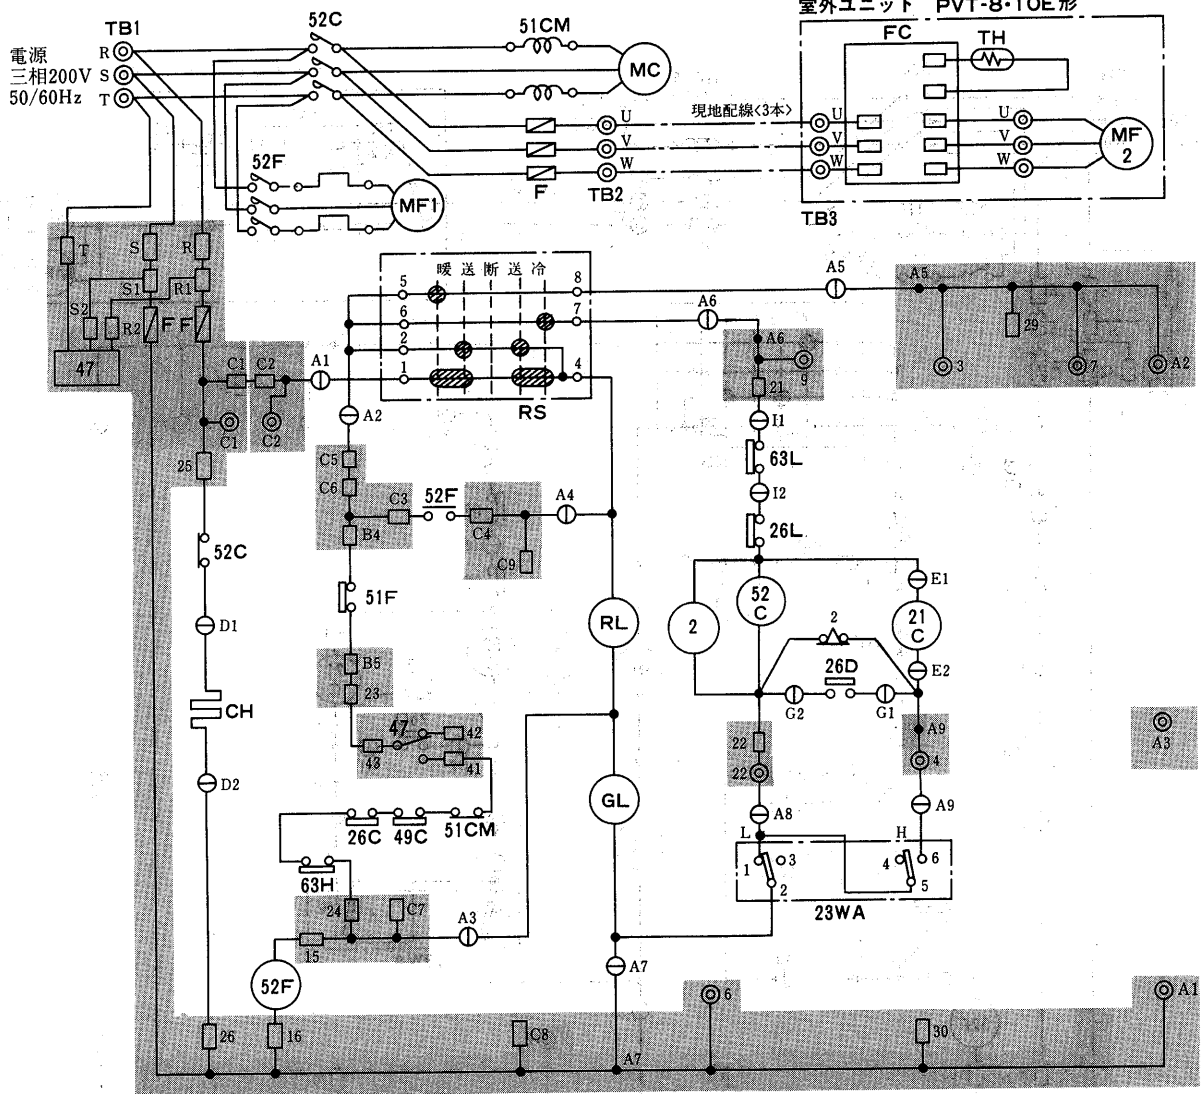 室外ユニット PVT-8・10E形
TB1
52C
51CM
FC
TH
電源
三相200V
50/60Hz
R
S
T
MC
現地配線<3本>
U
V
W
F
TB2
U
V
W
TB3
U
V
W
MF
2
52F
MF1
T
S
R
S1
R1
S2
R2
F
F
47
C1
C2
C1
C2
A1
暖 送 断 送 冷
5
6
2
1
8
7
4
RS
A2
A5
A5
A6
A6
9
21
3
29
7
A2
I1
63L
I2
26L
25
52C
D1
CH
D2
26
C5
C6
C3
52F
C4
A4
C9
B4
51F
B5
23
43
47
42
41
26C
49C
51CM
63H
24
C7
A3
15
52F
16
RL
GL
2
52
C
E1
21
C
E2
2
26D
G2
G1
22
22
A9
4
A8
A9
L
H
1
3
2
4
6
5
23WA
A3
A7
C8
A7
6
30
A1